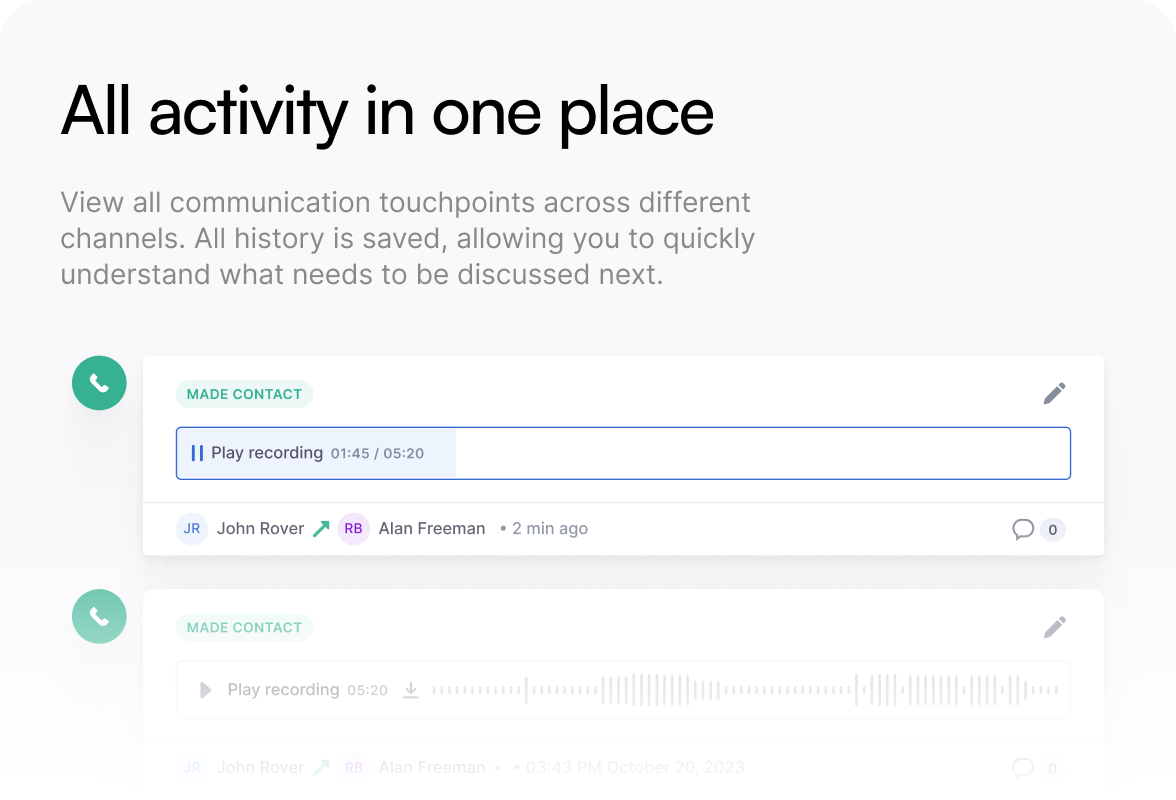 All activity in one place
View all communication touchpoints across different
channels. All history is saved, allowing you to quickly
understand what needs to be discussed next.
MADE CONTACT
Play recording 01:45 / 05:20
JR John Rover RB Alan Freeman • 2 min ago 0
MADE CONTACT
Play recording 05:20
JR John Rover RB Alan Freeman • • 03:43 PM October 20, 2023 0